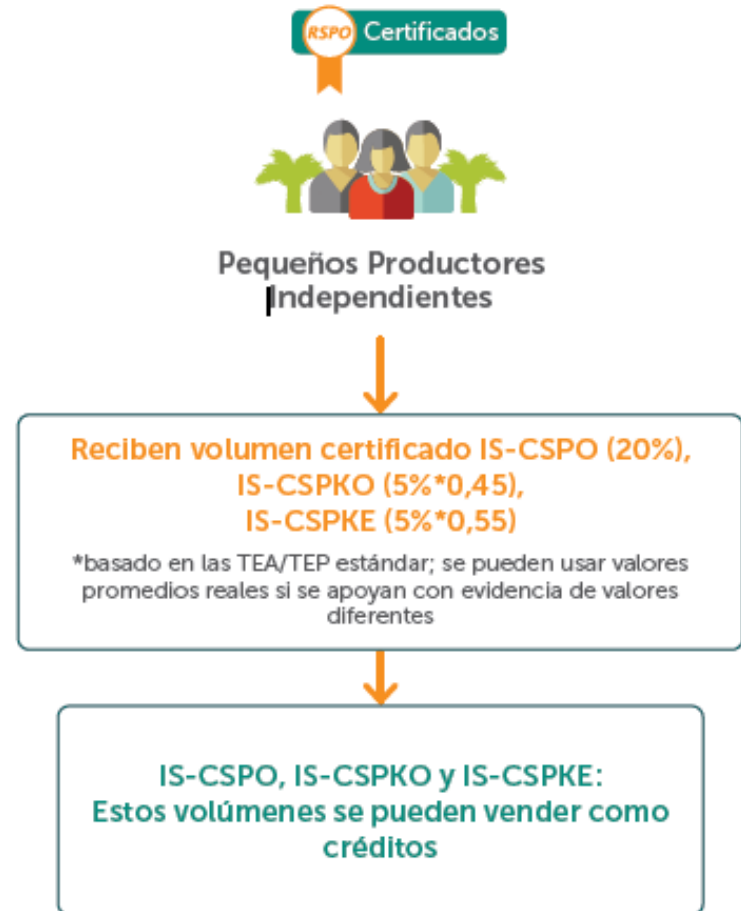 RSPO Certificados
Pequeños Productores
Independientes
Reciben volumen certificado IS-CSPO (20%),
IS-CSPKO (5%*0,45),
IS-CSPKE (5%*0,55)
*basado en las TEA/TEP estándar; se pueden usar valores
promedios reales si se apoyan con evidencia de valores
diferentes
IS-CSPO, IS-CSPKO y IS-CSPKE:
Estos volúmenes se pueden vender como
créditos